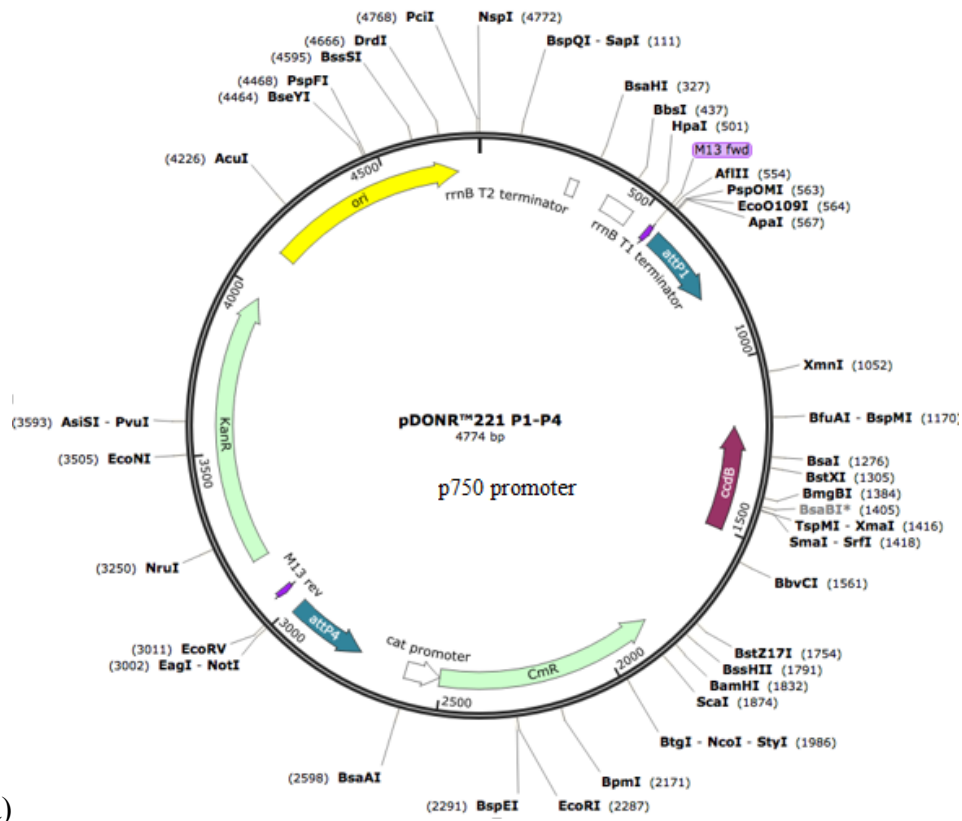 (4768) PciI
NspI (4772)
(4666) DrdI
BspQI - SapI (111)
(4595) BssSI
(4468) PspFI
BsaHI (327)
(4464) BseYI
BbsI (437)
HpaI (501)
M13 fwd
(4226) AcuI
AflII (554)
PspOMI (563)
EcoO109I (564)
ApaI (567)
4500
ori
rrnB T2 terminator
500
rrnB T1 terminator
attP1
4000
1000
XmnI (1052)
(3593) AsiSI - PvuI
KanR
pDONR™221 P1-P4
4774 bp
BfuAI - BspMI (1170)
(3505) EcoNI
3500
p750 promoter
ccdB
BsaI (1276)
BstXI (1305)
BmgBI (1384)
BsaBI* (1405)
TspMI - XmaI (1416)
SmaI - SrfI (1418)
1500
(3250) NruI
BbvCI (1561)
M13 rev
attP4
3000
(3011) EcoRV
(3002) EagI - NotI
cat promoter
CmR
2000
2500
BstZ17I (1754)
BssHII (1791)
BamHI (1832)
ScaI (1874)
BtgI - NcoI - StyI (1986)
(2598) BsaAI
BpmI (2171)
(2291) BspEI
EcoRI (2287)